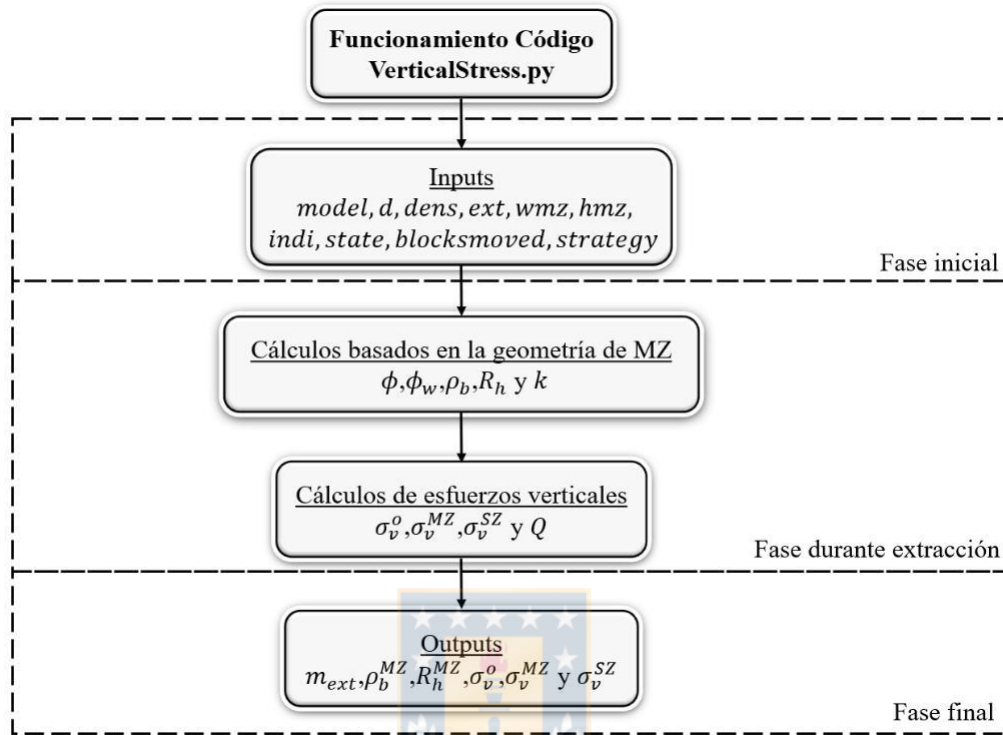 Funcionamiento Código
VerticalStress.py
Inputs
model, d, dens, ext, wmz, hmz,
indi, state, blocksmoved, strategy
Fase inicial
Cálculos basados en la geometría de MZ
ϕ,ϕ_w,ρ_b,R_h y k
Cálculos de esfuerzos verticales
σ_v^o,σ_v^{MZ},σ_v^{SZ} y Q
Fase durante extracción
Outputs
m_{ext},ρ_b^{MZ},R_h^{MZ},σ_v^o,σ_v^{MZ} y σ_v^{SZ}
Fase final